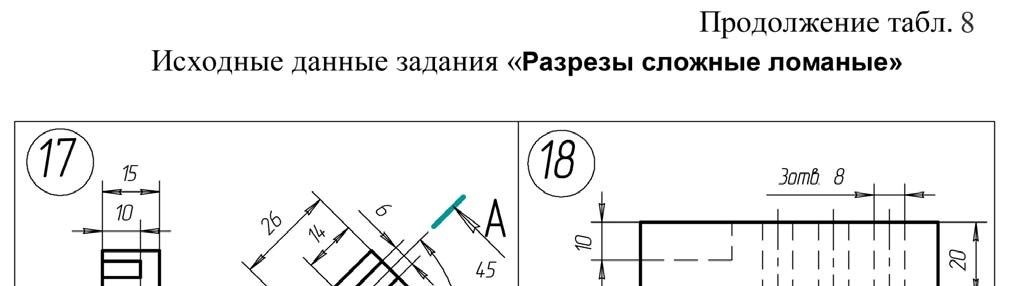 Продолжение табл. 8
Исходные данные задания «Разрезы сложные ломаные»
17
18
15
3отв. 8
10
26
14
6
А
45
10
20